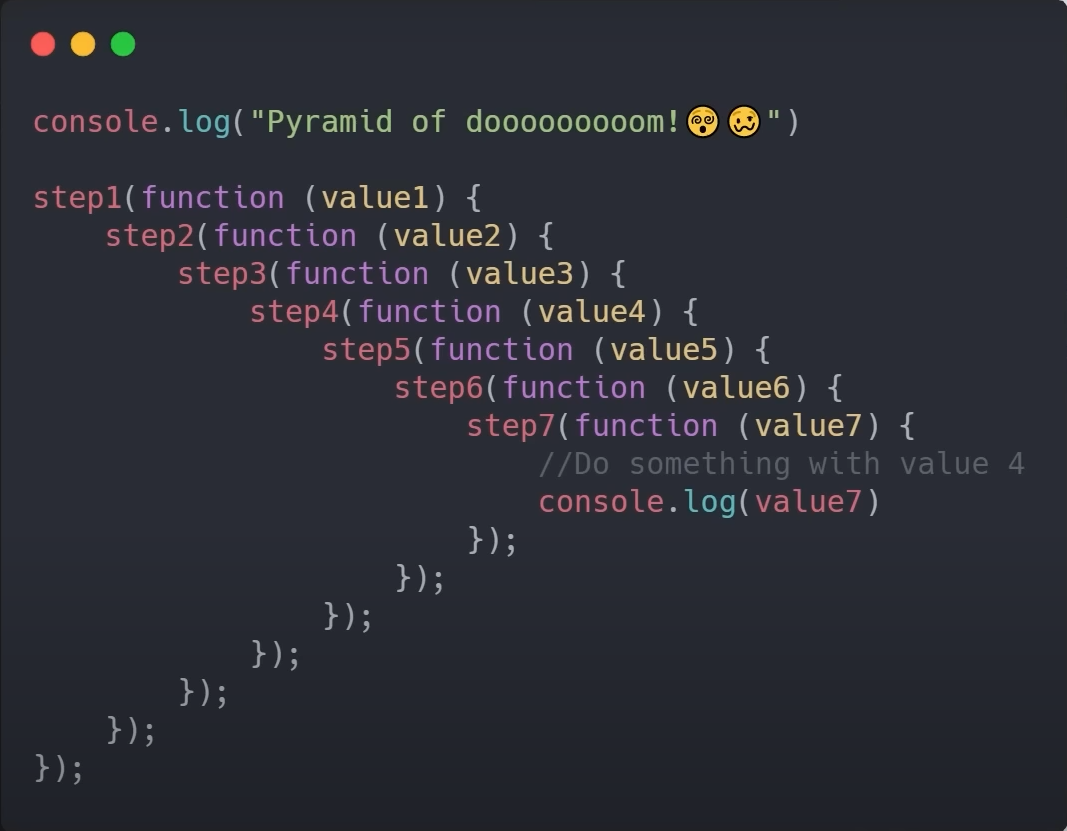 console.log("Pyramid of dooooooooom!😵‍💫🥴")
step1(function (value1) {
    step2(function (value2) {
        step3(function (value3) {
            step4(function (value4) {
                step5(function (value5) {
                    step6(function (value6) {
                        step7(function (value7) {
                            //Do something with value 4
                            console.log(value7)
                        });
                    });
                });
            });
        });
    });
});